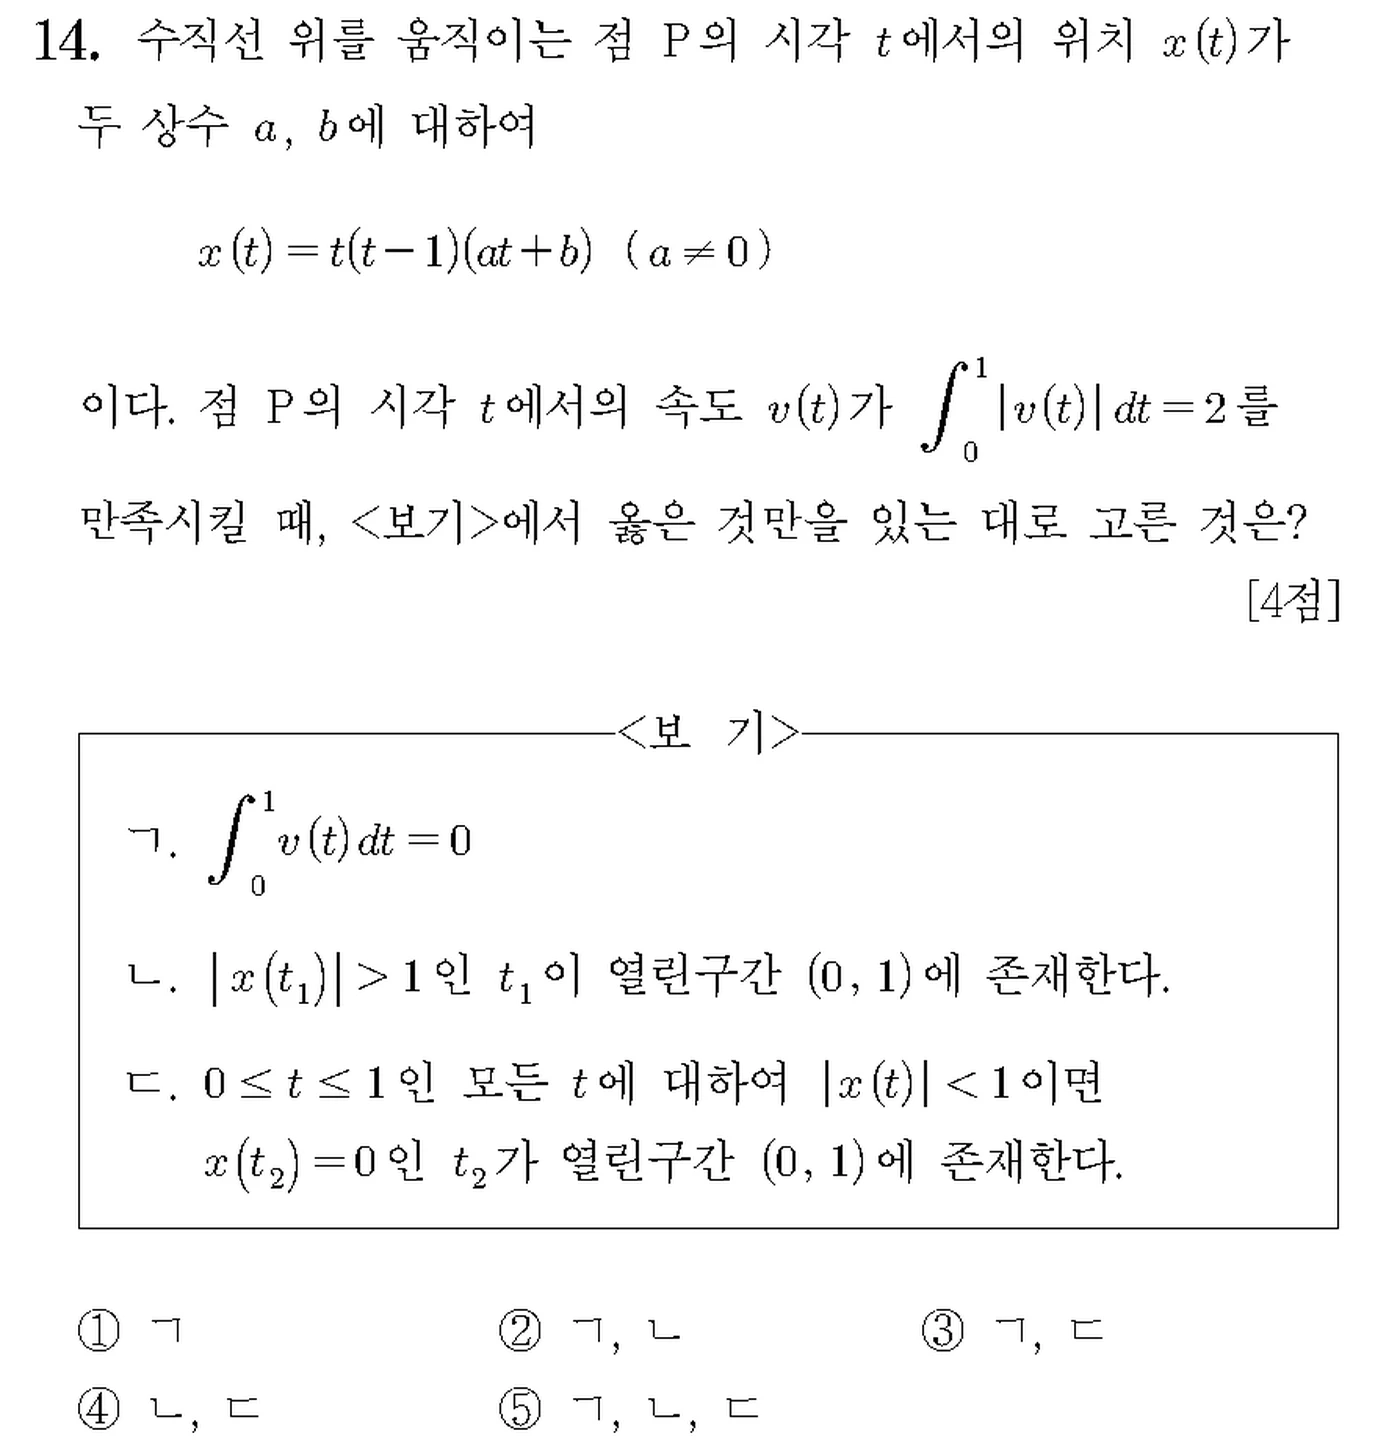 14. 수직선 위를 움직이는 점 P의 시각 t에서의 위치 x(t)가
두 상수 a, b에 대하여
x(t)=t(t-1)(at+b) (a≠0)
이다. 점 P의 시각 t에서의 속도 v(t)가 ∫₀¹|v(t)|dt=2를
만족시킬 때, <보기>에서 옳은 것만을 있는 대로 고른 것은?
[4점]
<보 기>
ㄱ. ∫₀¹v(t)dt=0
ㄴ. |x(t₁)|>1인 t₁이 열린구간 (0, 1)에 존재한다.
ㄷ. 0≤t≤1인 모든 t에 대하여 |x(t)|<1이면
x(t₂)=0인 t₂가 열린구간 (0, 1)에 존재한다.
① ㄱ ② ㄱ, ㄴ ③ ㄱ, ㄷ
④ ㄴ, ㄷ ⑤ ㄱ, ㄴ, ㄷ